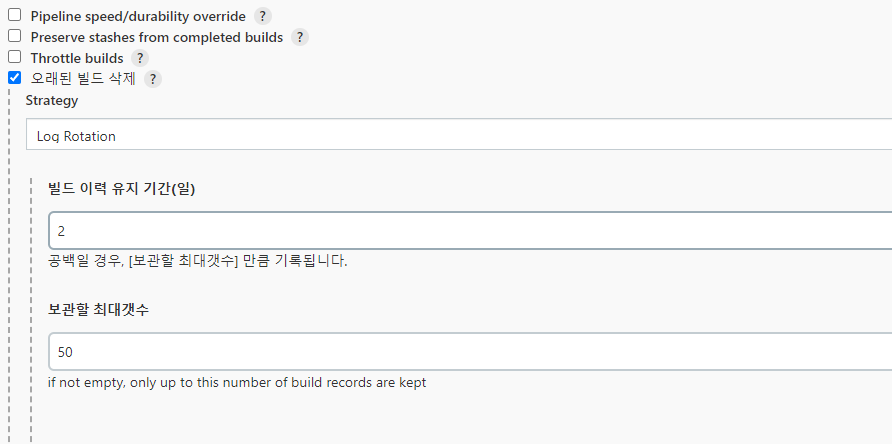 Pipeline speed/durability override ?
Preserve stashes from completed builds ?
Throttle builds ?
오래된 빌드 삭제 ?
Strategy
Log Rotation
빌드 이력 유지 기간(일)
2
공백일 경우, [보관할 최대갯수] 만큼 기록됩니다.
보관할 최대갯수
50
if not empty, only up to this number of build records are kept